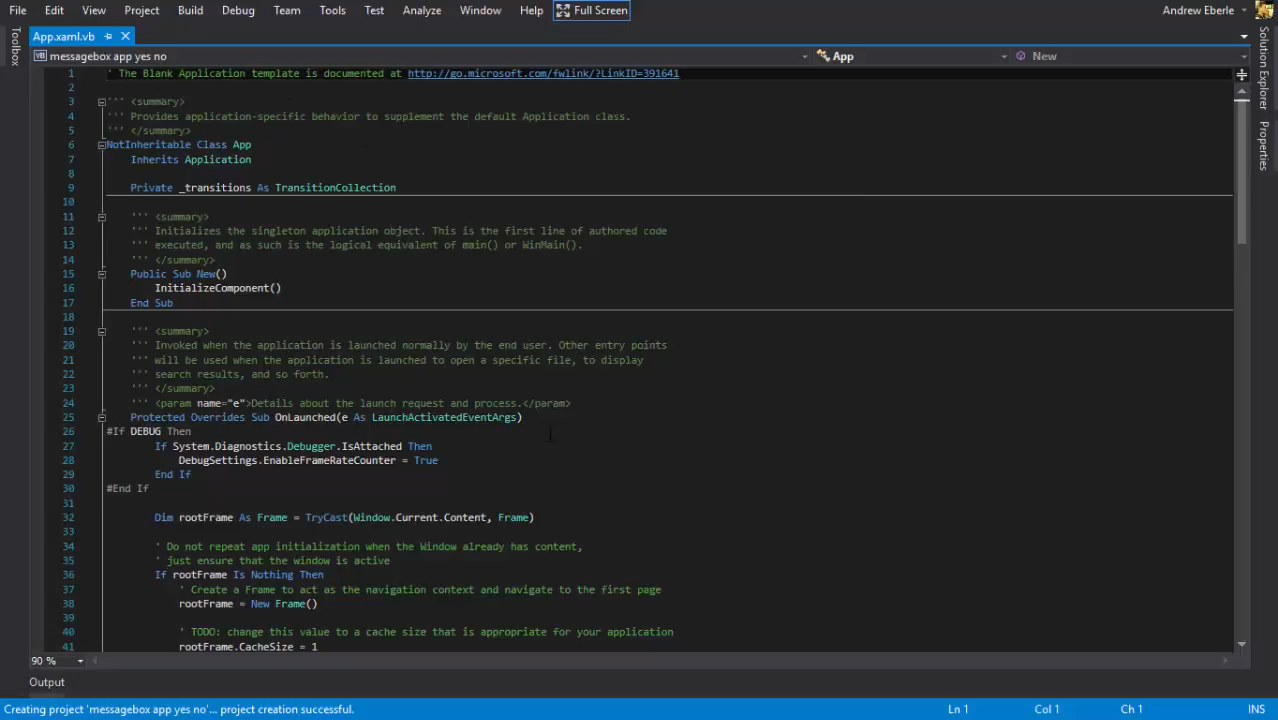 File Edit View Project Build Debug Team Tools Test Analyze Window Help Full Screen Andrew Eberle
App.xaml.vb
Toolbox
Solution Explorer
Properties
messagebox app yes no App New
1 ' The Blank Application template is documented at http://go.microsoft.com/fwlink/?LinkID=391641
2
3 ''' <summary>
4 ''' Provides application-specific behavior to supplement the default Application class.
5 ''' </summary>
6 NotInheritable Class App
7 Inherits Application
8
9 Private _transitions As TransitionCollection
10
11 ''' <summary>
12 ''' Initializes the singleton application object. This is the first line of authored code
13 ''' executed, and as such is the logical equivalent of main() or WinMain().
14 ''' </summary>
15 Public Sub New()
16 InitializeComponent()
17 End Sub
18
19 ''' <summary>
20 ''' Invoked when the application is launched normally by the end user. Other entry points
21 ''' will be used when the application is launched to open a specific file, to display
22 ''' search results, and so forth.
23 ''' </summary>
24 ''' <param name="e">Details about the launch request and process.</param>
25 Protected Overrides Sub OnLaunched(e As LaunchActivatedEventArgs)
26 #If DEBUG Then
27 If System.Diagnostics.Debugger.IsAttached Then
28 DebugSettings.EnableFrameRateCounter = True
29 End If
30 #End If
31
32 Dim rootFrame As Frame = TryCast(Window.Current.Content, Frame)
33
34 ' Do not repeat app initialization when the Window already has content,
35 ' just ensure that the window is active
36 If rootFrame Is Nothing Then
37 ' Create a Frame to act as the navigation context and navigate to the first page
38 rootFrame = New Frame()
39
40 ' TODO: change this value to a cache size that is appropriate for your application
41 rootFrame.CacheSize = 1
90 %
Output
Creating project 'messagebox app yes no'... project creation successful. Ln 1 Col 1 Ch 1 INS